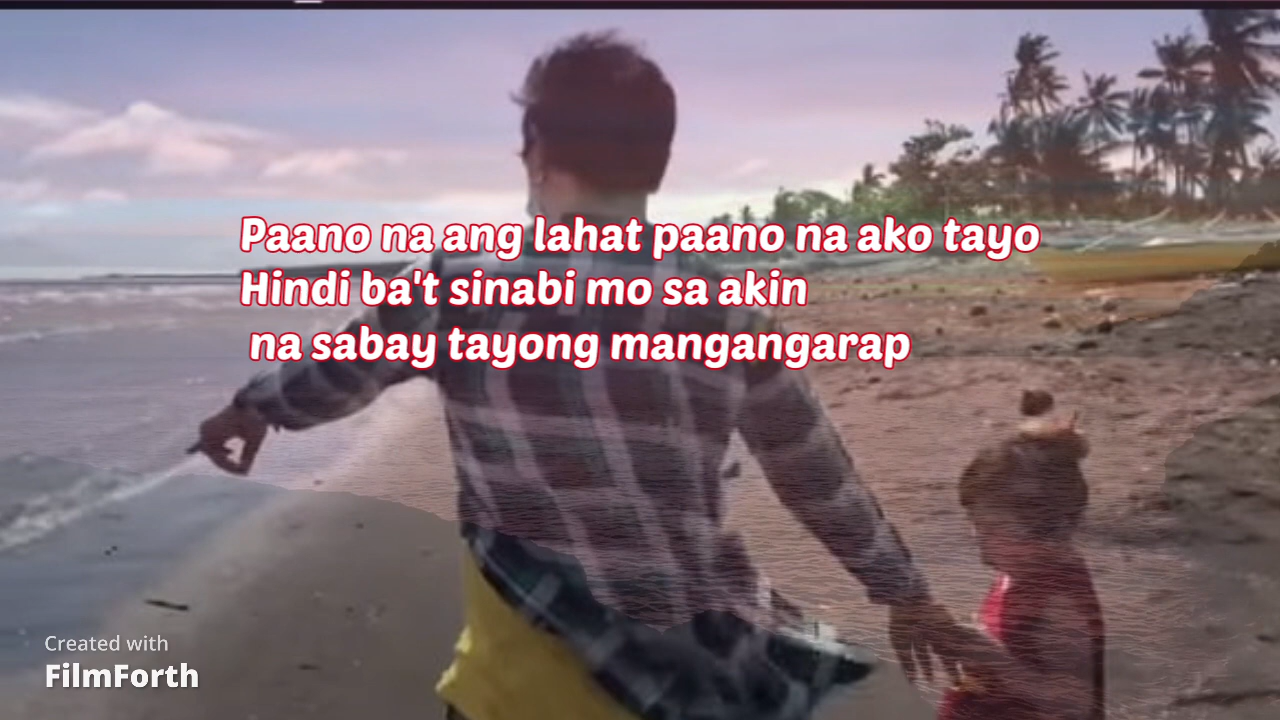 Paano na ang lahat paano na ako tayo
Hindi ba't sinabi mo sa akin
na sabay tayong mangangarap
Created with
FilmForth